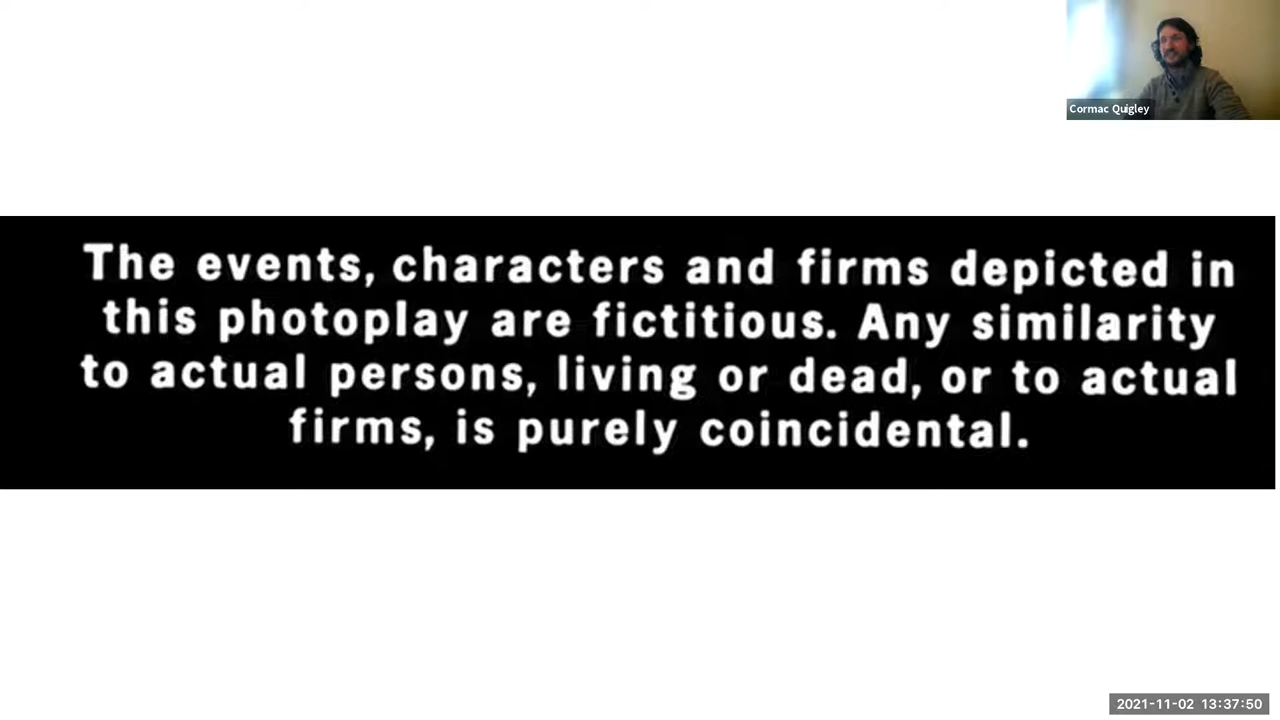 Cormac Quigley
The events, characters and firms depicted in
this photoplay are fictitious. Any similarity
to actual persons, living or dead, or to actual
firms, is purely coincidental.
2021-11-02 13:37:50